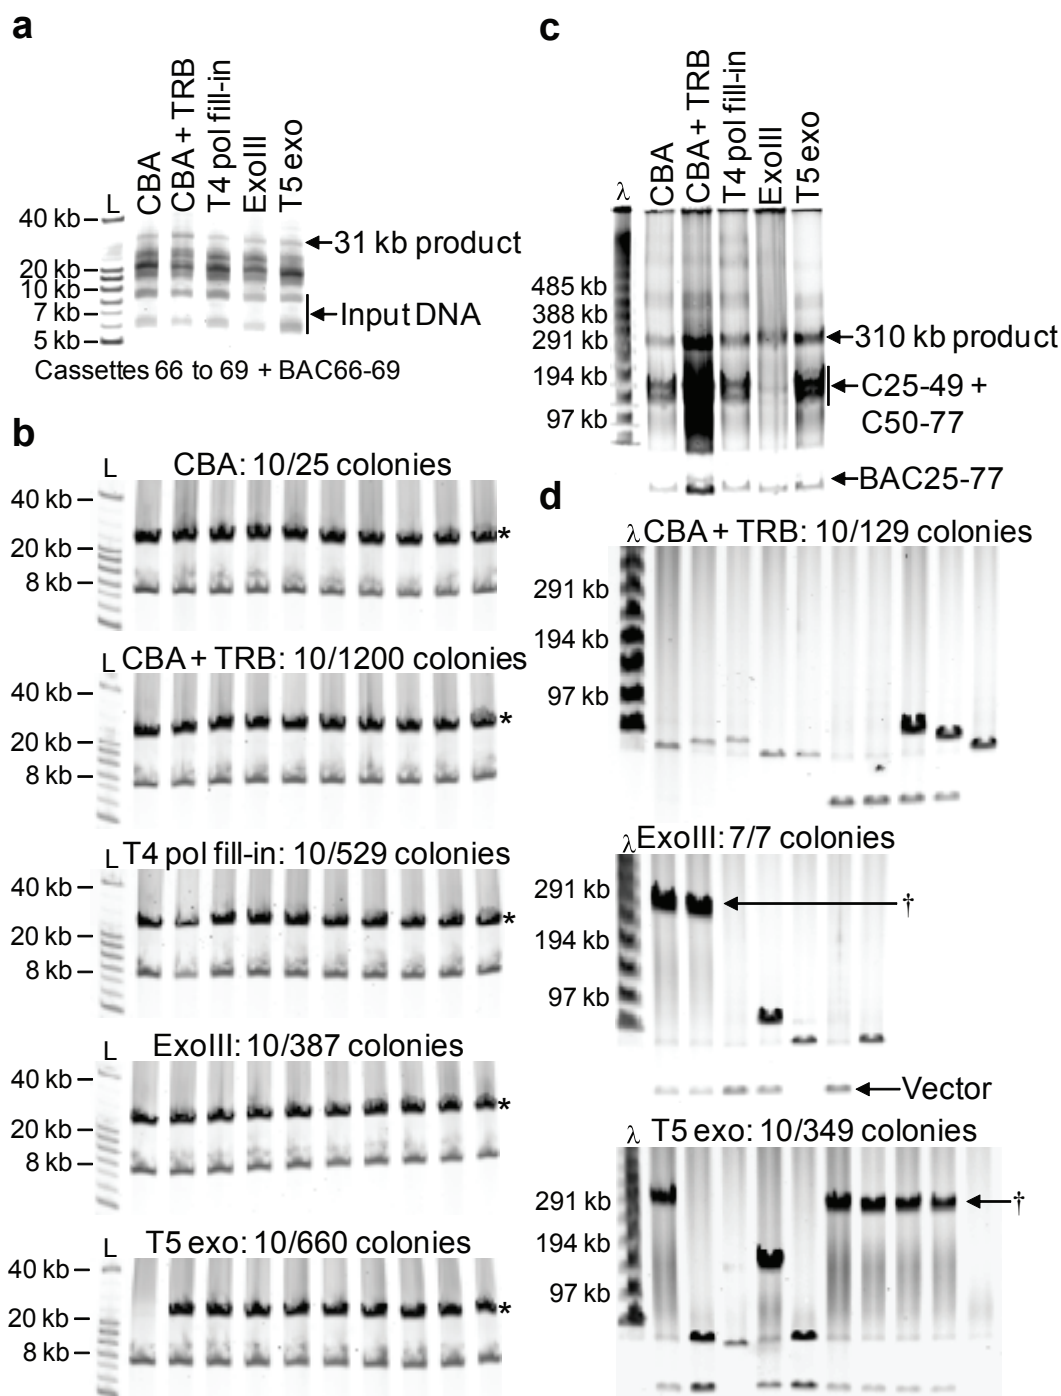 a
L
CBA
CBA + TRB
T4 pol fill-in
ExoIII
T5 exo
40 kb
20 kb
10 kb
7 kb
5 kb
31 kb product
Input DNA
Cassettes 66 to 69 + BAC66-69
b
CBA: 10/25 colonies
L
40 kb
20 kb
8 kb
*
CBA + TRB: 10/1200 colonies
L
40 kb
20 kb
8 kb
*
T4 pol fill-in: 10/529 colonies
L
40 kb
20 kb
8 kb
*
ExoIII: 10/387 colonies
L
40 kb
20 kb
8 kb
*
T5 exo: 10/660 colonies
L
40 kb
20 kb
8 kb
*
c
λ
CBA
CBA + TRB
T4 pol fill-in
ExoIII
T5 exo
485 kb
388 kb
291 kb
194 kb
97 kb
310 kb product
C25-49 +
C50-77
BAC25-77
d
λ CBA + TRB: 10/129 colonies
291 kb
194 kb
97 kb
λ ExoIII: 7/7 colonies
291 kb
194 kb
97 kb
†
Vector
λ T5 exo: 10/349 colonies
291 kb
194 kb
97 kb
†